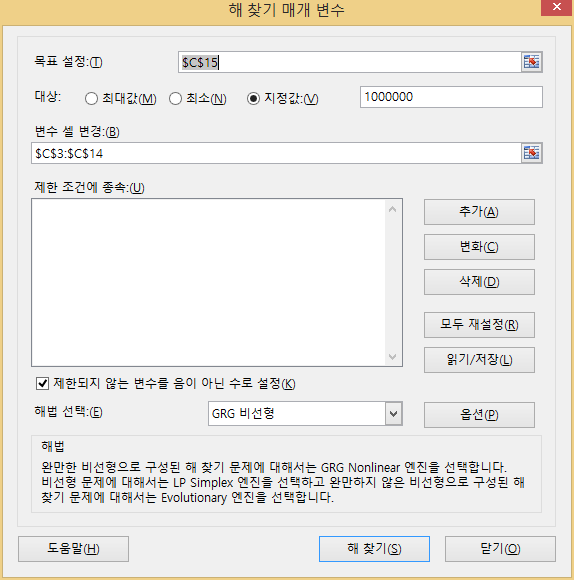 해 찾기 매개 변수
목표 설정:(T) $C$15
대상: 최대값(M) 최소(N) 지정값:(V) 1000000
변수 셀 변경:(B)
$C$3:$C$14
제한 조건에 종속:(U)
추가(A)
변화(C)
삭제(D)
모두 재설정(R)
읽기/저장(L)
제한되지 않는 변수를 음이 아닌 수로 설정(K)
해법 선택:(E) GRG 비선형 옵션(P)
해법
완만한 비선형으로 구성된 해 찾기 문제에 대해서는 GRG Nonlinear 엔진을 선택합니다.
비선형 문제에 대해서는 LP Simplex 엔진을 선택하고 완만하지 않은 비선형으로 구성된 해
찾기 문제에 대해서는 Evolutionary 엔진을 선택합니다.
도움말(H) 해 찾기(S) 닫기(O)